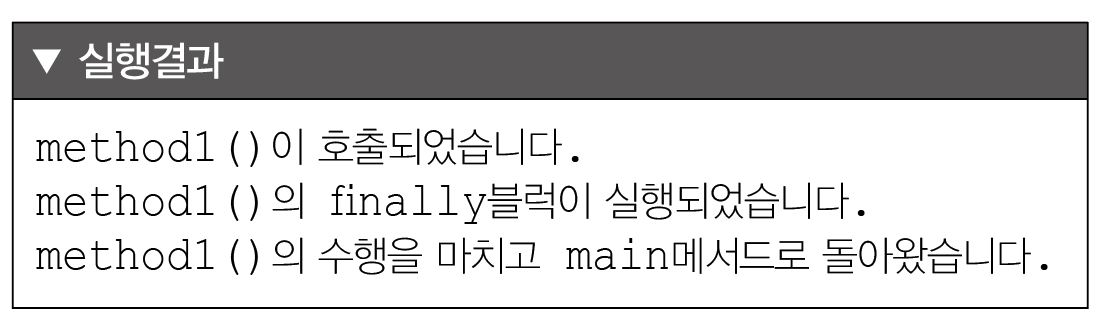 ▼ 실행결과
method1()이 호출되었습니다.
method1()의 finally블럭이 실행되었습니다.
method1()의 수행을 마치고 main메서드로 돌아왔습니다.